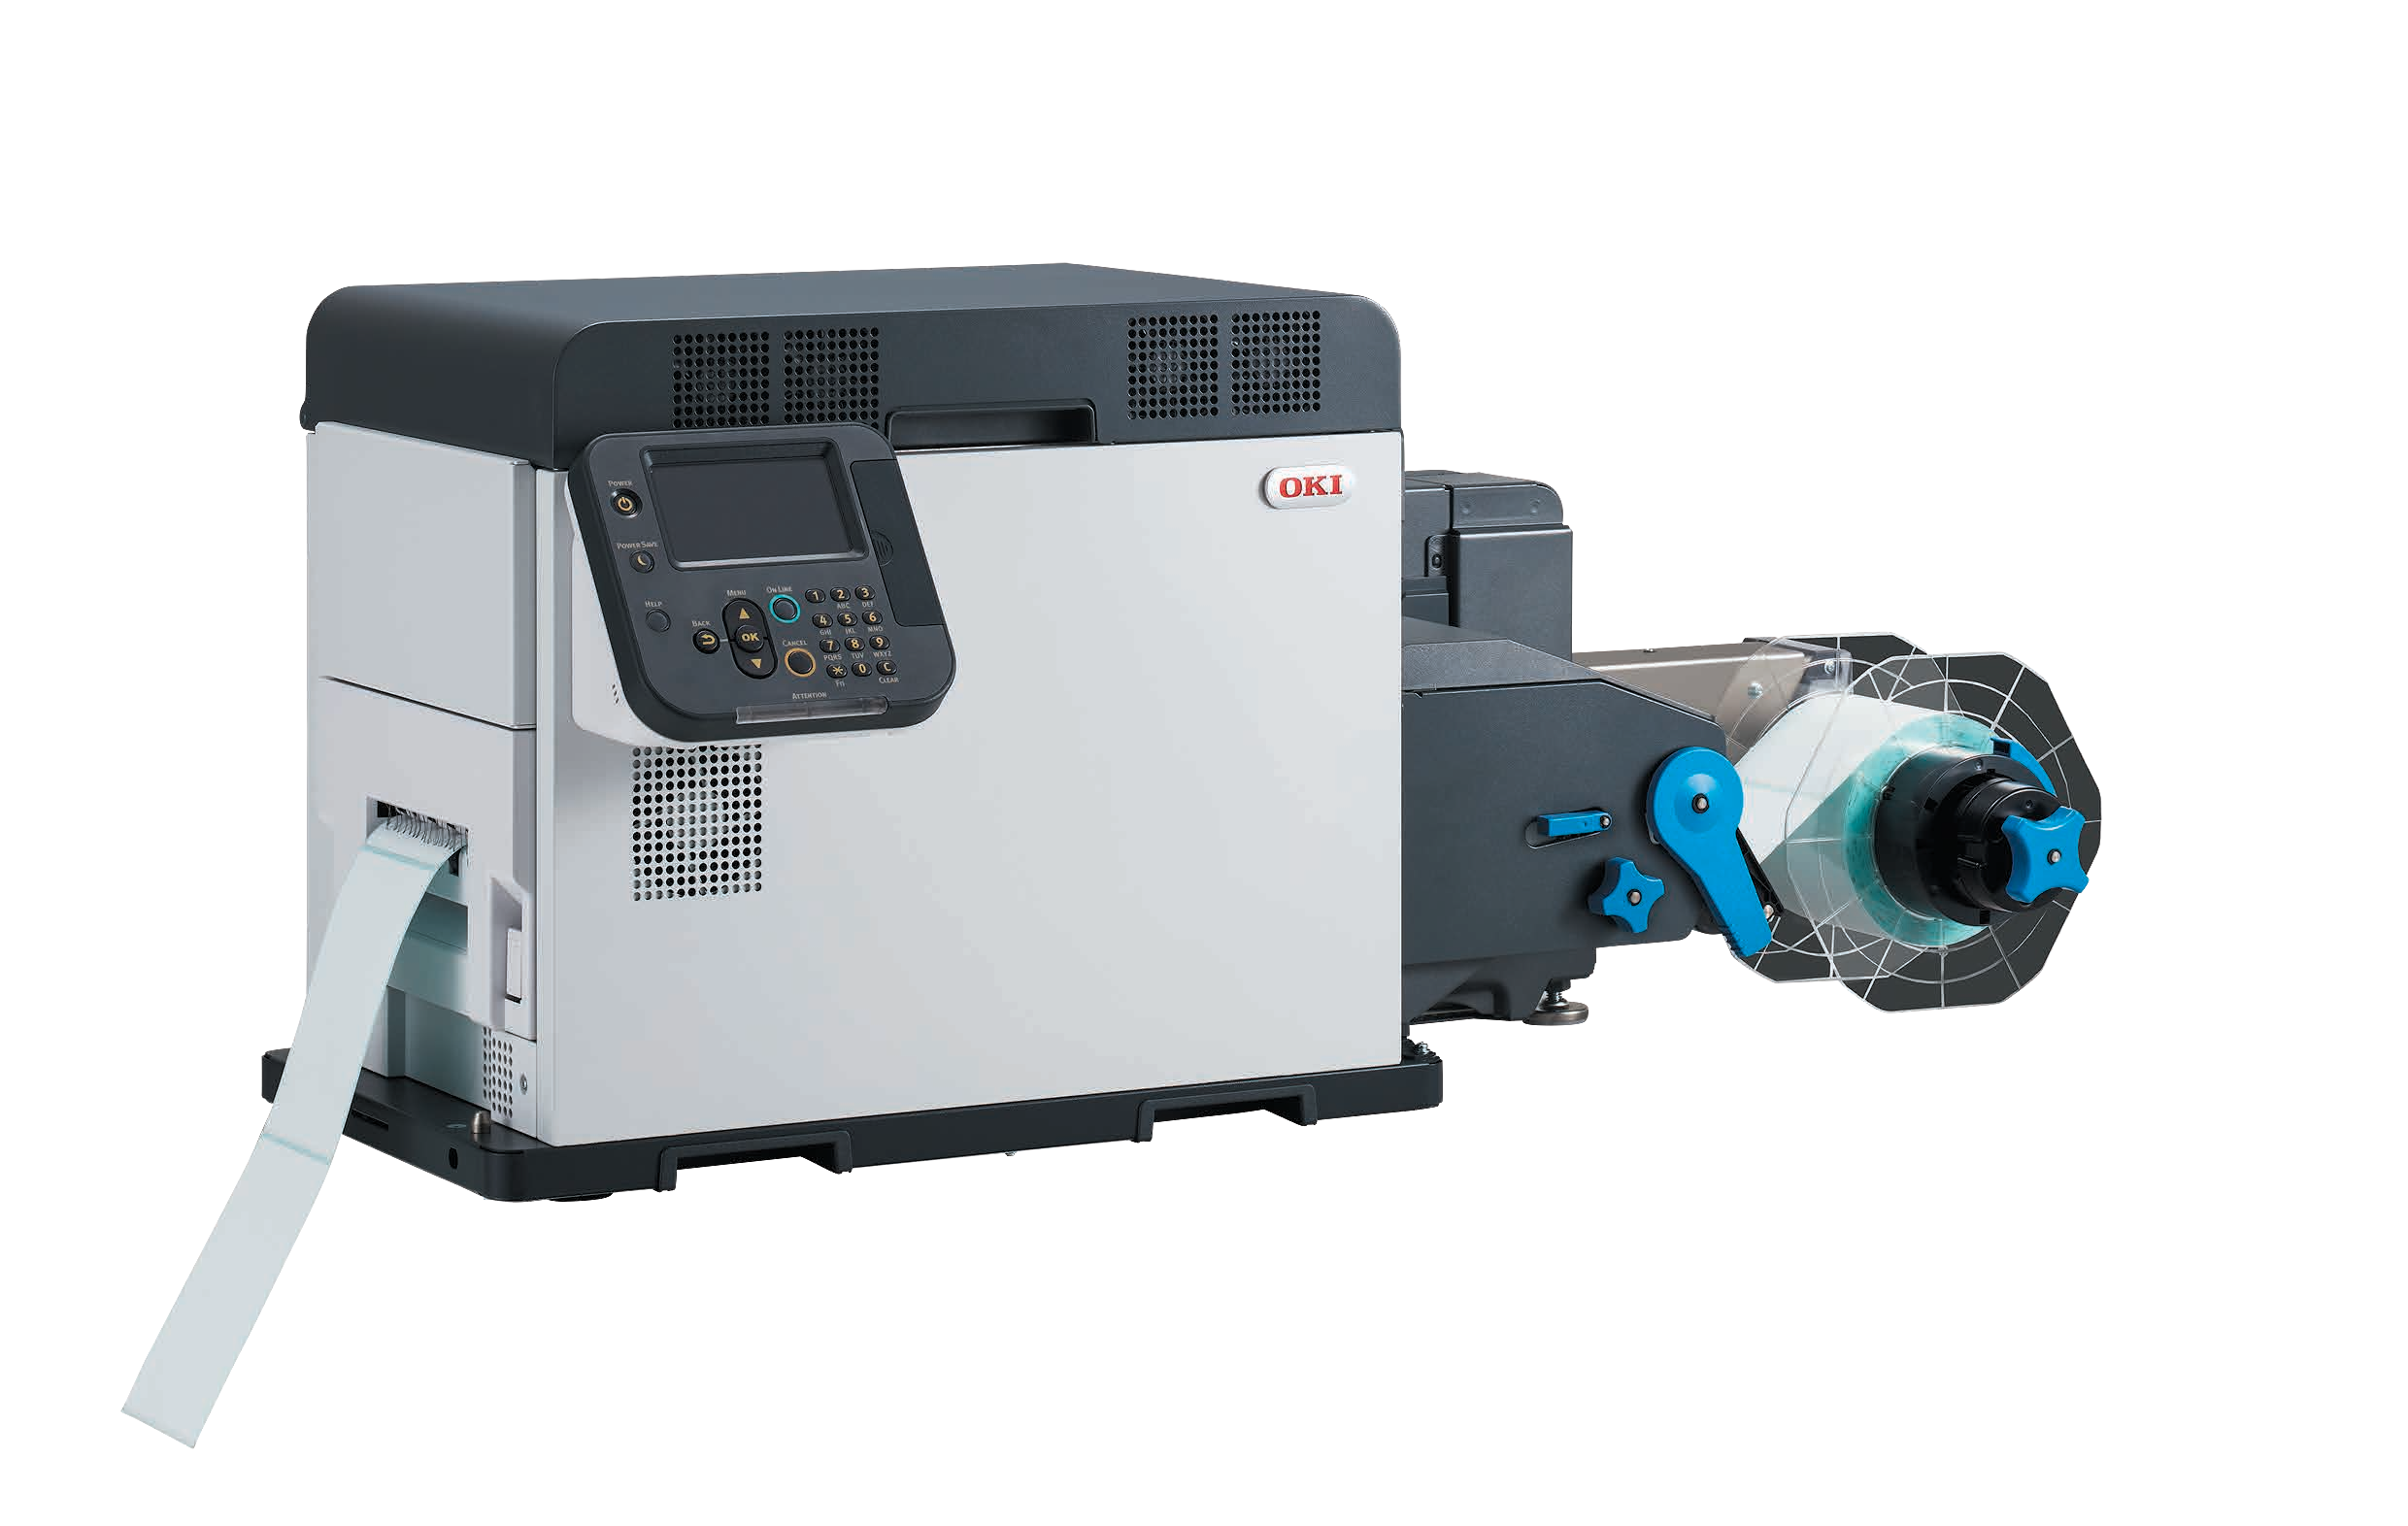 OKI
POWER
POWER SAVE
HELP
MENU
ON LINE
BACK
OK
CANCEL
1 2 3
ABC DEF
4 5 6
GHI JKL MNO
7 8 9
PQRS TUV WXYZ
* 0 C
FN CLEAR
ATTENTION